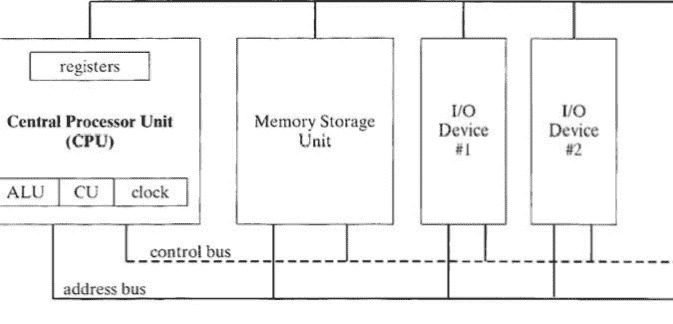 registers
Central Processor Unit
(CPU)
ALU CU clock
Memory Storage
Unit
I/O
Device
#1
I/O
Device
#2
control bus
address bus